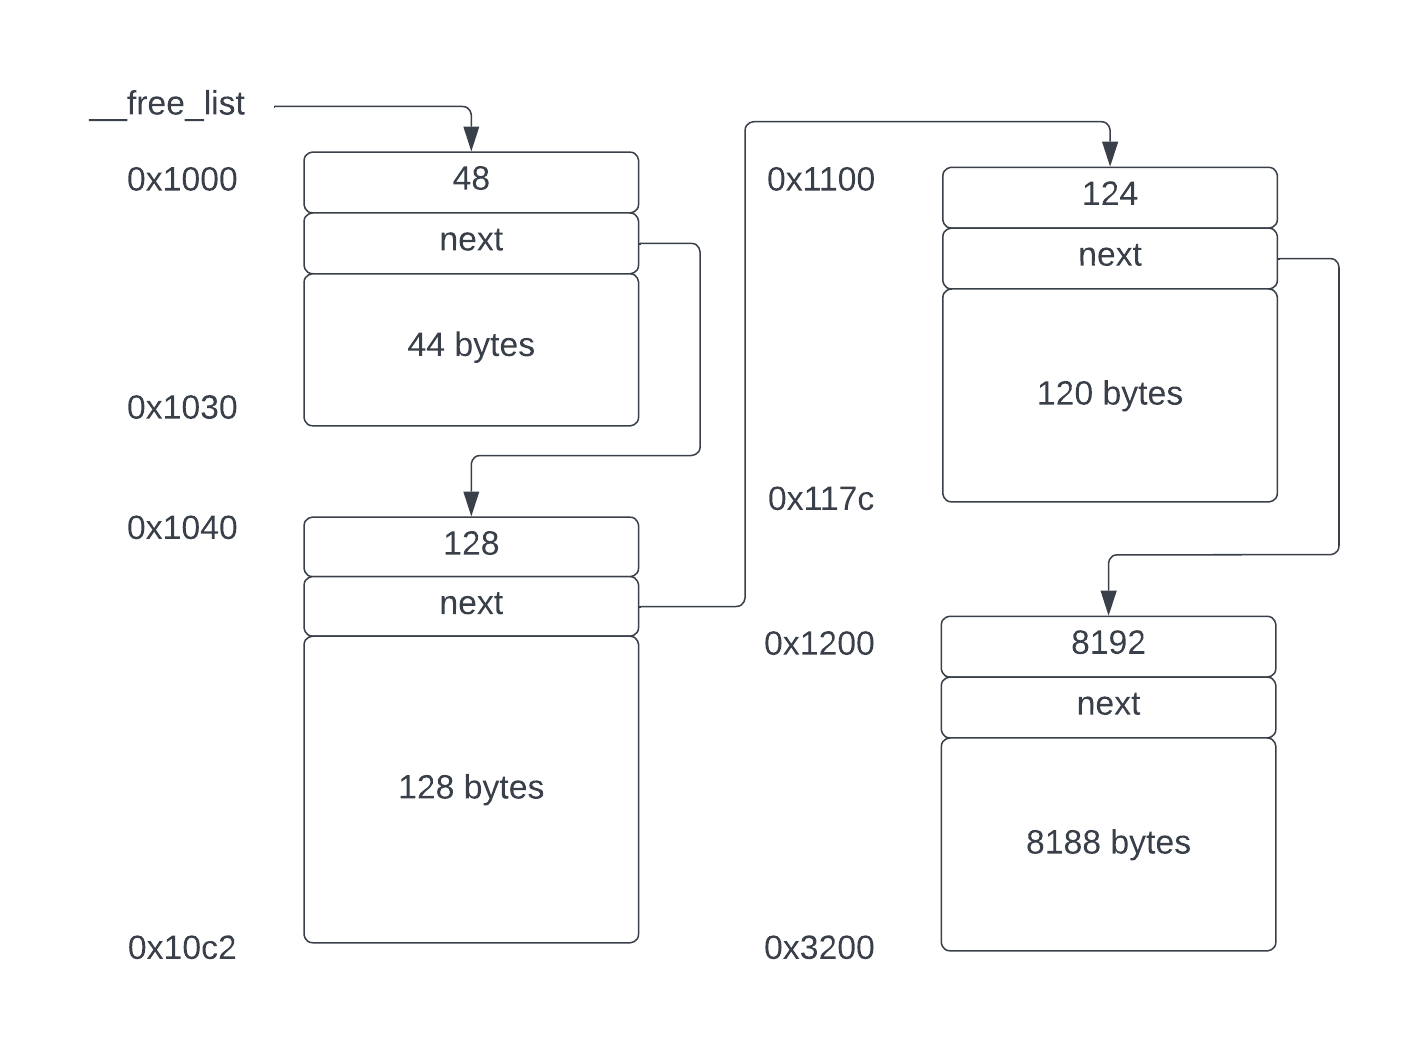 __free_list
0x1000
48
next
44 bytes
0x1030
0x1040
128
next
128 bytes
0x10c2
0x1100
124
next
120 bytes
0x117c
0x1200
8192
next
8188 bytes
0x3200